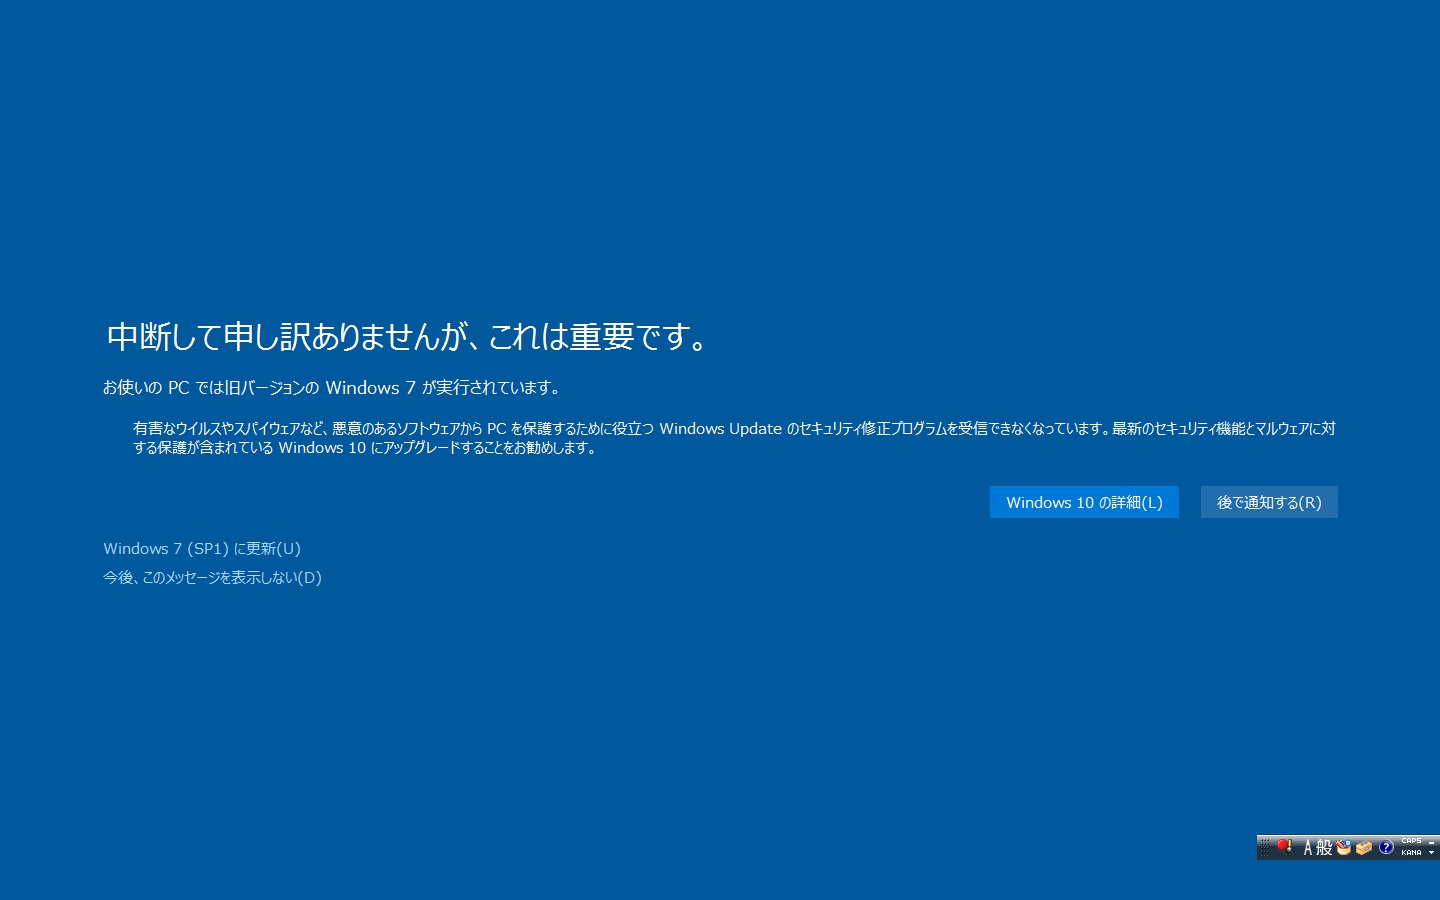 中断して申し訳ありませんが、これは重要です。
お使いの PC では旧バージョンの Windows 7 が実行されています。
有害なウイルスやスパイウェアなど、悪意のあるソフトウェアから PC を保護するために役立つ Windows Update のセキュリティ修正プログラムを受信できなくなっています。最新のセキュリティ機能とマルウェアに対
する保護が含まれている Windows 10 にアップグレードすることをお勧めします。
Windows 10 の詳細(L)
後で通知する(R)
Windows 7 (SP1) に更新(U)
今後、このメッセージを表示しない(D)
A 般 ? CAPS
KANA